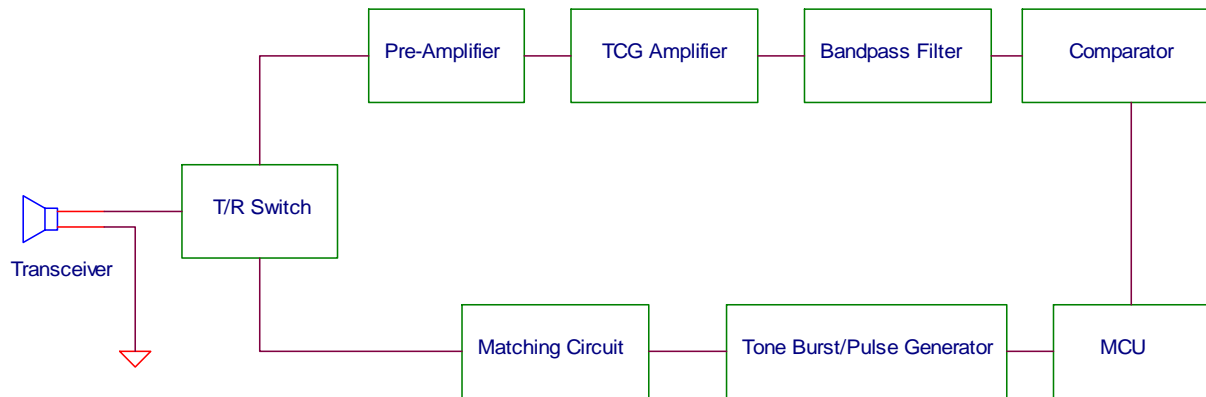 Pre-Amplifier
TCG Amplifier
Bandpass Filter
Comparator
T/R Switch
Transceiver
Matching Circuit
Tone Burst/Pulse Generator
MCU